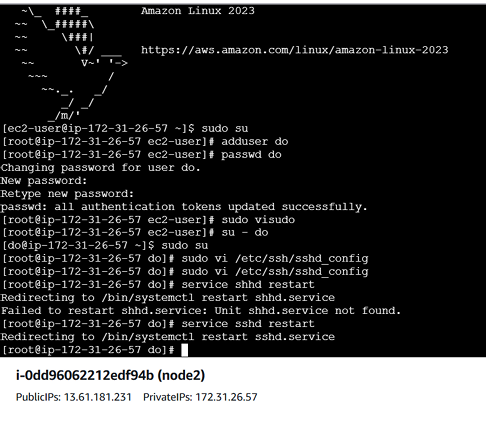 ~\_  ####_        Amazon Linux 2023
~~  \_#####\
~~     \###|
~~       \#/ ___   https://aws.amazon.com/linux/amazon-linux-2023
~~       V~' '->
~~~         /
~~._.   _/
_/ _/
_/m/'
[ec2-user@ip-172-31-26-57 ~]$ sudo su
[root@ip-172-31-26-57 ec2-user]# adduser do
[root@ip-172-31-26-57 ec2-user]# passwd do
Changing password for user do.
New password:
Retype new password:
passwd: all authentication tokens updated successfully.
[root@ip-172-31-26-57 ec2-user]# sudo visudo
[root@ip-172-31-26-57 ec2-user]# su - do
[do@ip-172-31-26-57 ~]$ sudo su
[root@ip-172-31-26-57 do]# sudo vi /etc/ssh/sshd_config
[root@ip-172-31-26-57 do]# sudo vi /etc/ssh/sshd_config
[root@ip-172-31-26-57 do]# service shhd restart
Redirecting to /bin/systemctl restart shhd.service
Failed to restart shhd.service: Unit shhd.service not found.
[root@ip-172-31-26-57 do]# service sshd restart
Redirecting to /bin/systemctl restart sshd.service
[root@ip-172-31-26-57 do]#
i-0dd96062212edf94b (node2)
PublicIPs: 13.61.181.231 PrivateIPs: 172.31.26.57